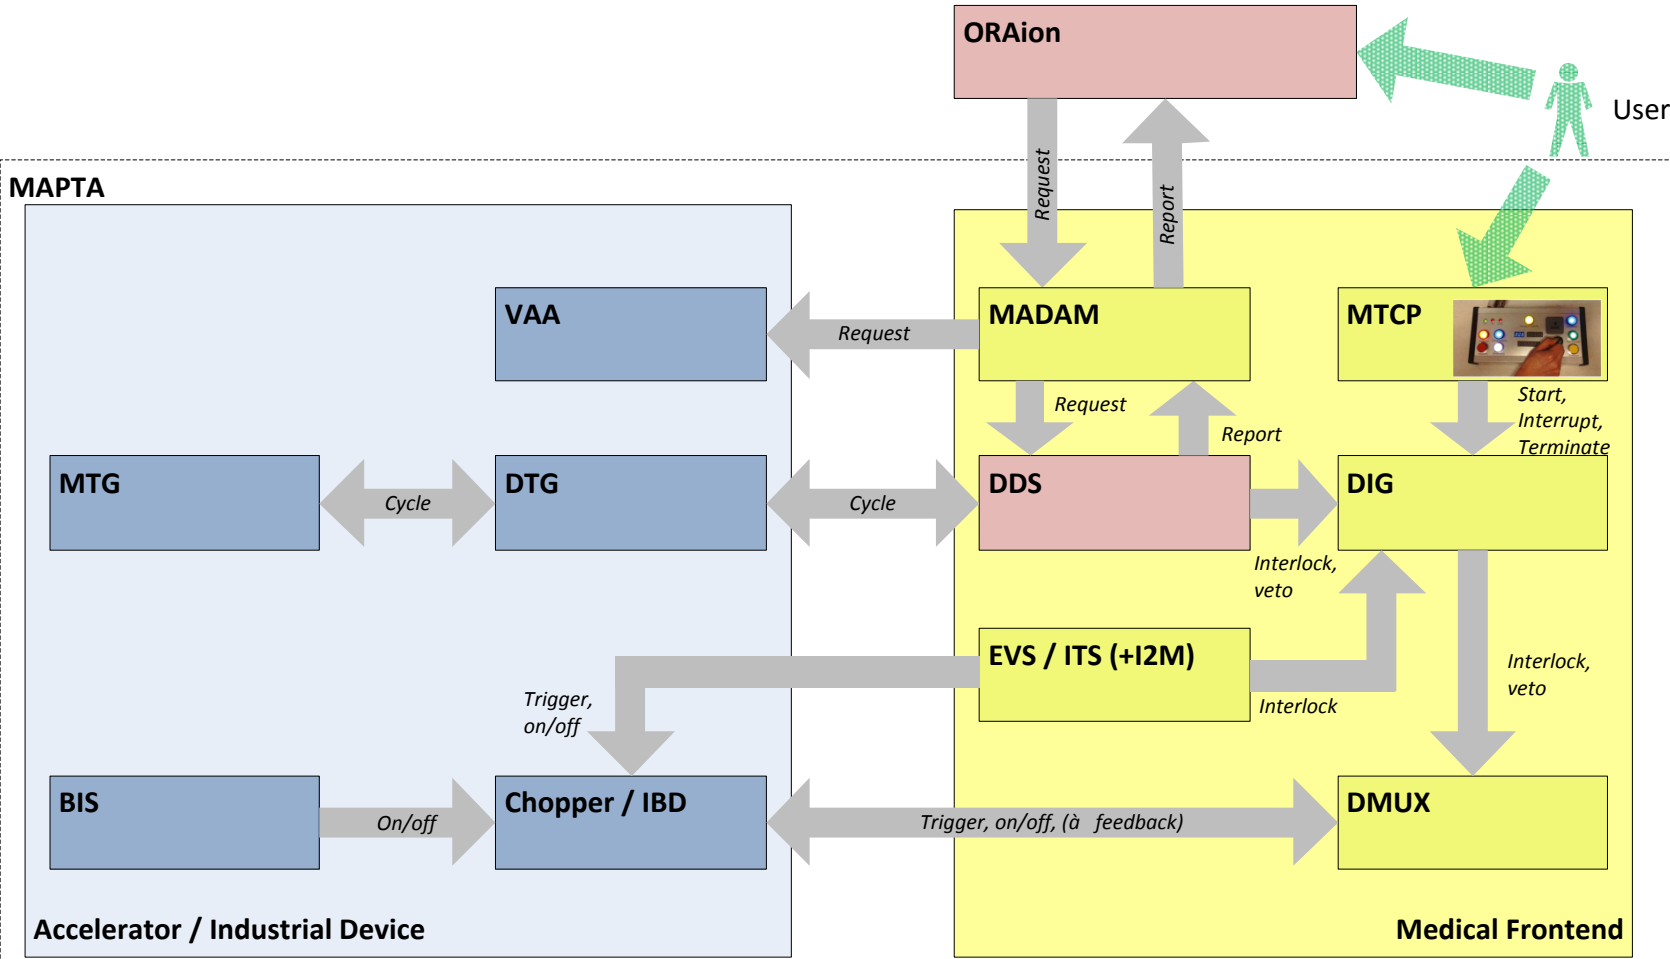 ORAion
User
Request
Report
MAPTA
VAA
Request
MADAM
MTCP
Request
Report
Start,
Interrupt,
Terminate
MTG
Cycle
DTG
Cycle
DDS
DIG
Interlock,
veto
EVS / ITS (+I2M)
Interlock
Interlock,
veto
Trigger,
on/off
BIS
On/off
Chopper / IBD
Trigger, on/off, (à feedback)
DMUX
Accelerator / Industrial Device
Medical Frontend